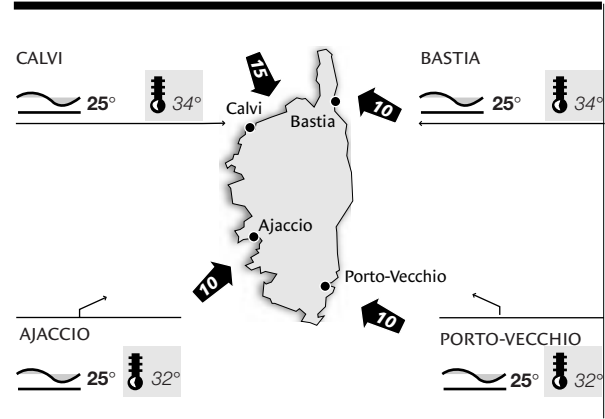 CALVI
25° 34°
15
BASTIA
25° 34°
10
Calvi
Bastia
Ajaccio
Porto-Vecchio
10
10
AJACCIO
25° 32°
PORTO-VECCHIO
25° 32°